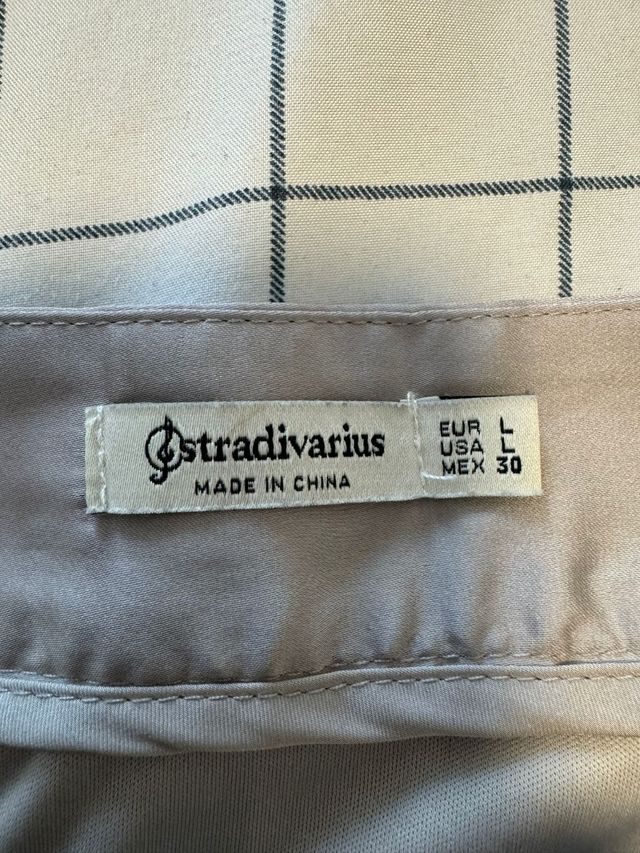 stradivarius
MADE IN CHINA
EUR L
USA L
MEX 30